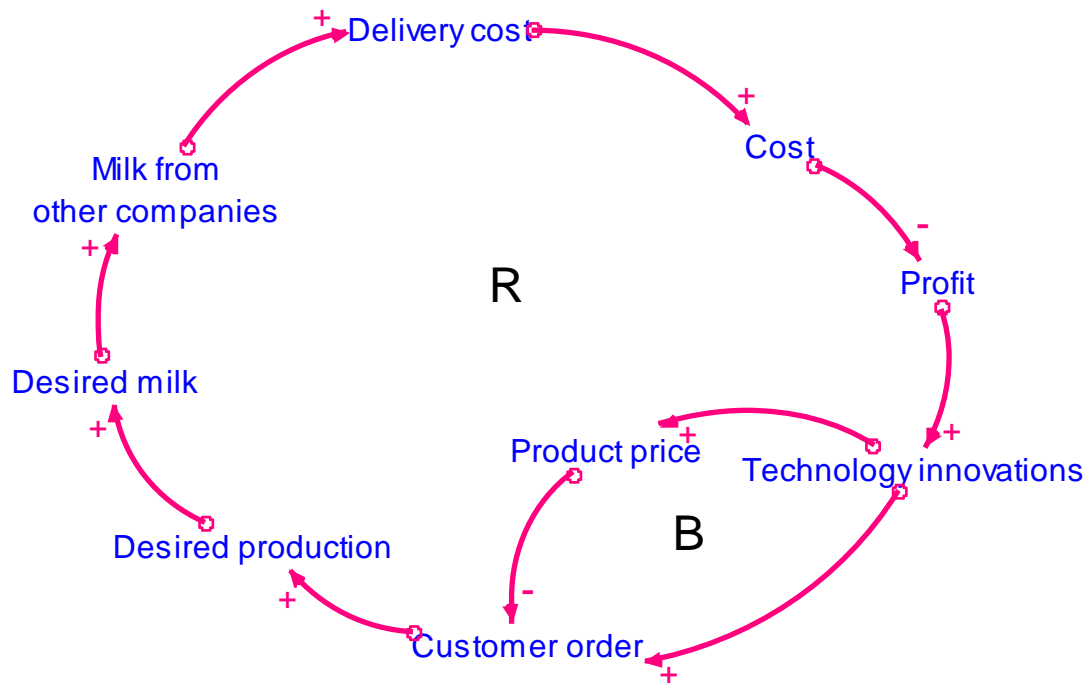 +
Delivery cost
+
Cost
Milk from
other companies
-
+
R
Profit
Desired milk
+
+
+
Product price
Technology innovations
B
Desired production
+
-
Customer order
+